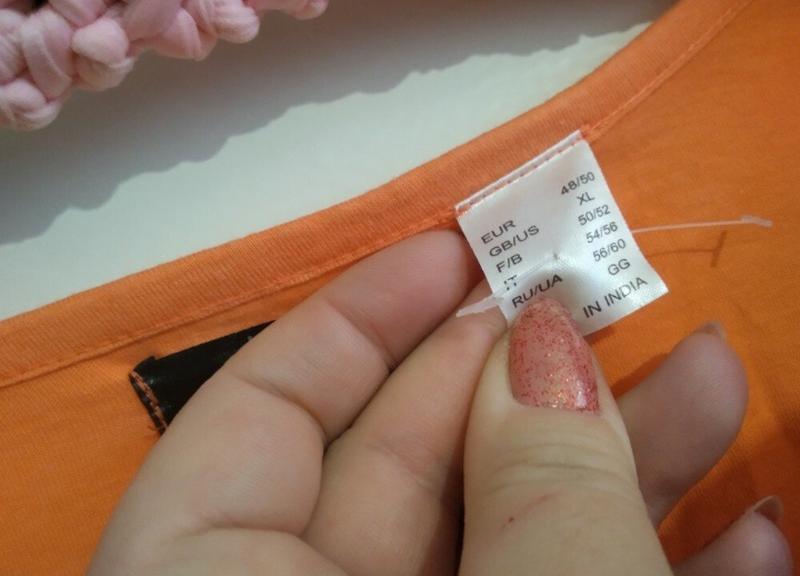 EUR 48/50
GB/US XL
F/B 50/52
IT 54/56
RU/UA 56/60
GG
IN INDIA